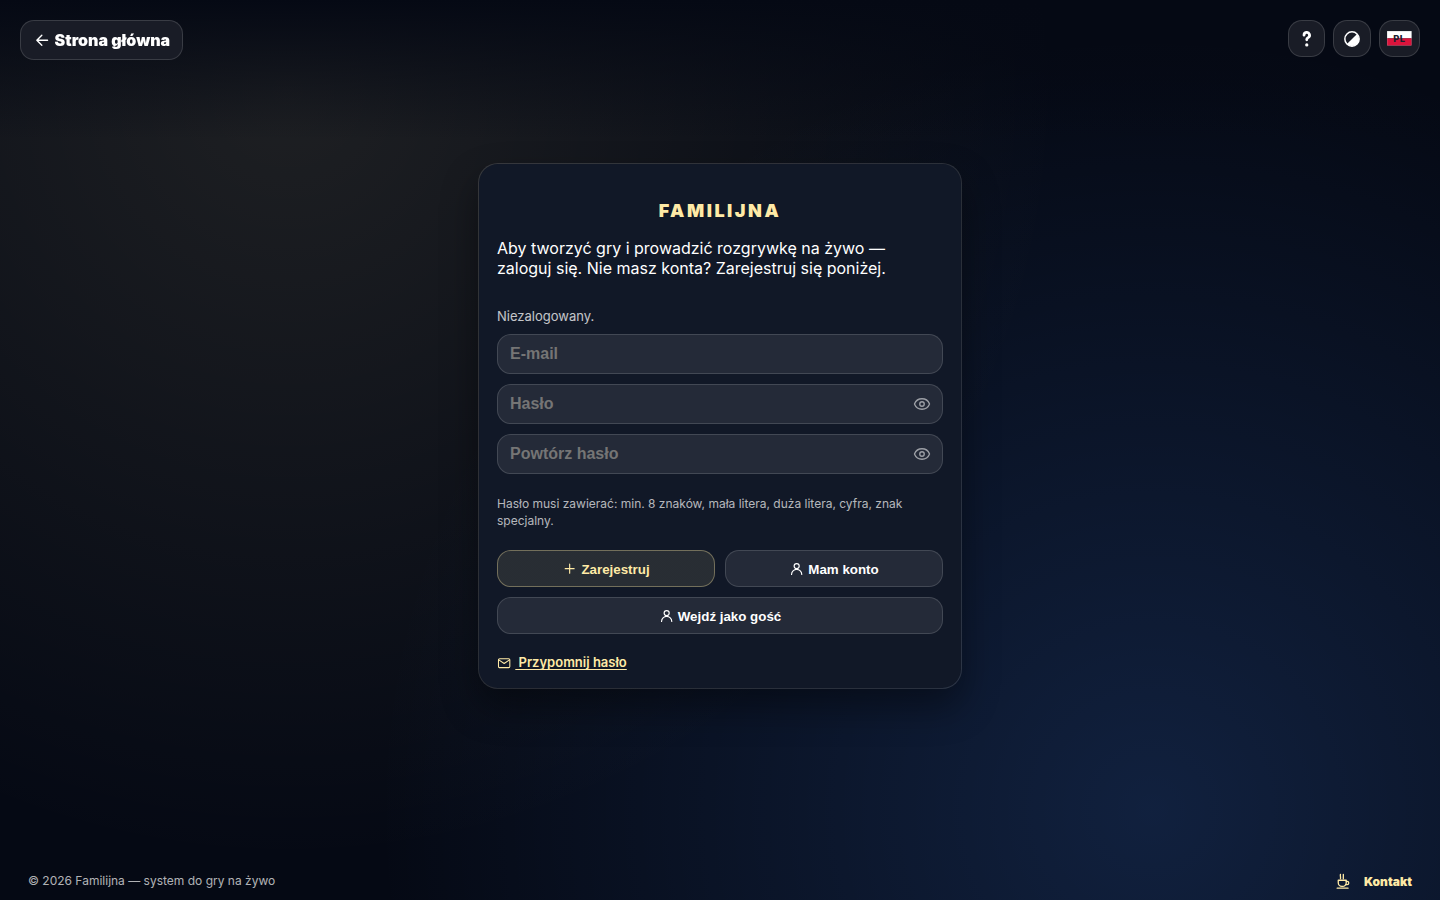 Strona główna
?
PL
FAMILIJNA
Aby tworzyć gry i prowadzić rozgrywkę na żywo —
zaloguj się. Nie masz konta? Zarejestruj się poniżej.
Niezalogowany.
E-mail
Hasło
Powtórz hasło
Hasło musi zawierać: min. 8 znaków, mała litera, duża litera, cyfra, znak
specjalny.
Zarejestruj
Mam konto
Wejdź jako gość
Przypomnij hasło
© 2026 Familijna — system do gry na żywo
Kontakt